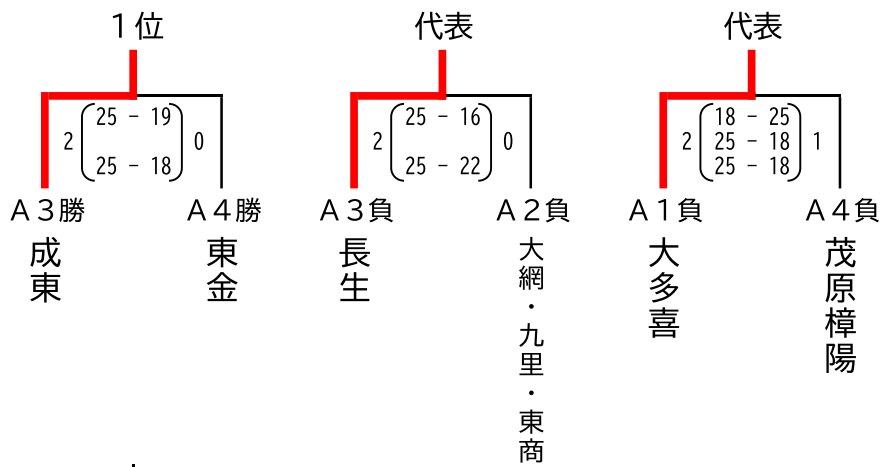 １位
代表
代表
2
25 － 19
25 － 18
0
2
25 － 16
25 － 22
0
2
18 － 25
25 － 18
25 － 18
1
Ａ３勝
Ａ４勝
Ａ３負
Ａ２負
Ａ１負
Ａ４負
成東
東金
長生
大網・九里・東商
大多喜
茂原樟陽